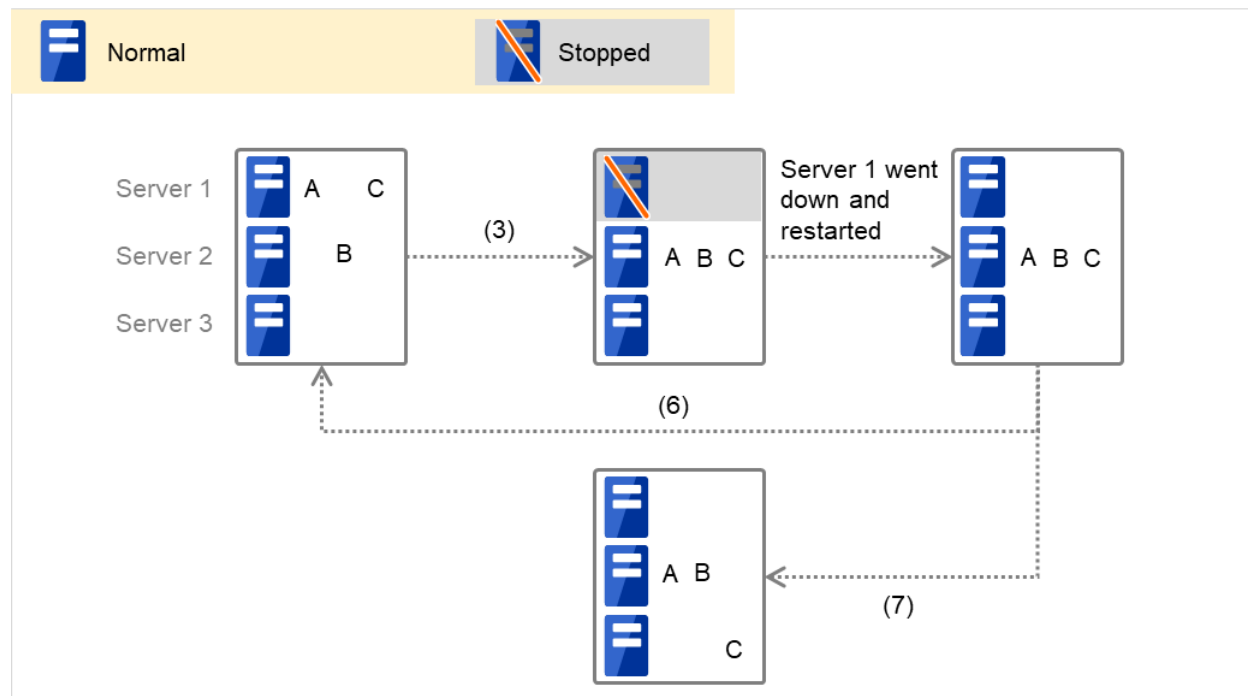 Normal
Stopped
Server 1
A C
Server 1 went
down and
restarted
Server 2
B
(3)
A B C
A B C
Server 3
(6)
A B
(7)
C